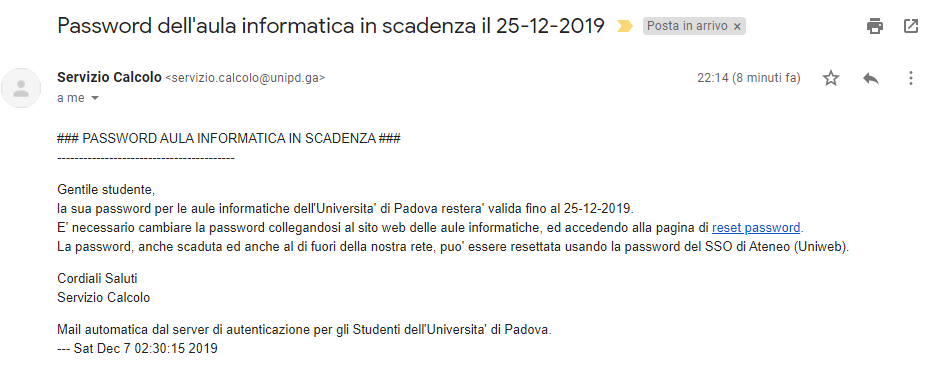 Password dell'aula informatica in scadenza il 25-12-2019 Posta in arrivo ×
Servizio Calcolo <servizio.calcolo@unipd.ga> 22:14 (8 minuti fa)
a me
### PASSWORD AULA INFORMATICA IN SCADENZA ###
-----------------------------------------
Gentile studente,
la sua password per le aule informatiche dell'Universita' di Padova restera' valida fino al 25-12-2019.
E' necessario cambiare la password collegandosi al sito web delle aule informatiche, ed accedendo alla pagina di reset password.
La password, anche scaduta ed anche al di fuori della nostra rete, puo' essere resettata usando la password del SSO di Ateneo (Uniweb).
Cordiali Saluti
Servizio Calcolo
Mail automatica dal server di autenticazione per gli Studenti dell'Universita' di Padova.
--- Sat Dec 7 02:30:15 2019